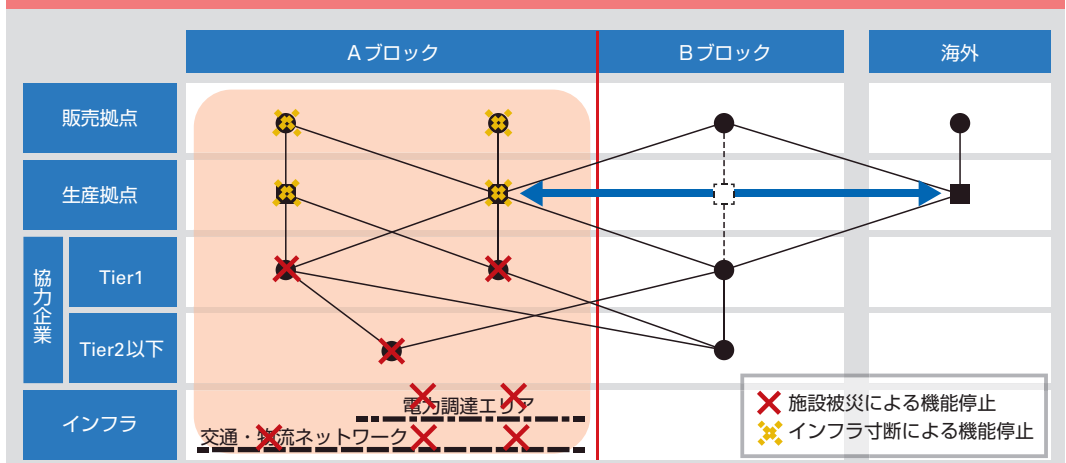 Aブロック
Bブロック
海外
販売拠点
生産拠点
協力企業
Tier1
Tier2以下
インフラ
電力調達エリア
交通・物流ネットワーク
施設被災による機能停止
インフラ寸断による機能停止